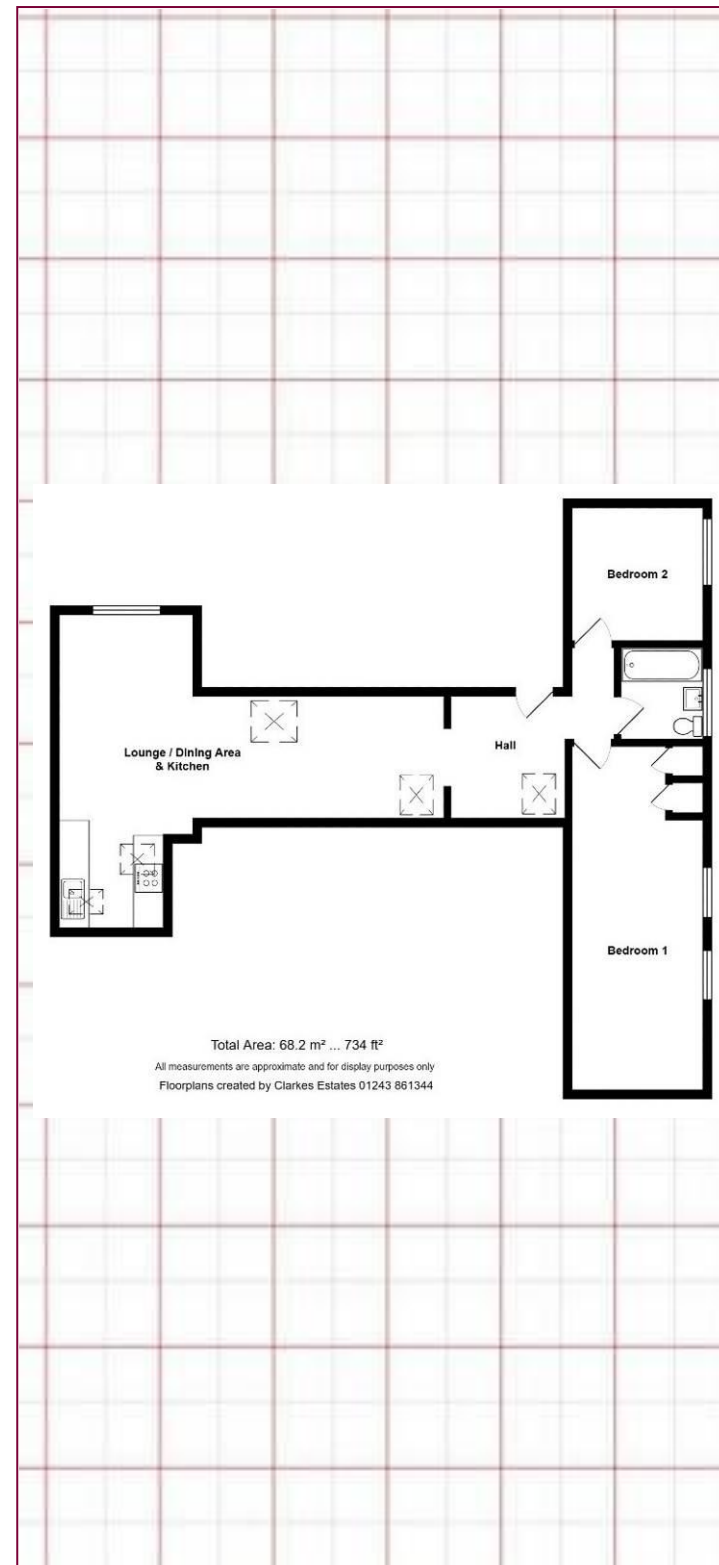 Bedroom 2
Lounge / Dining Area
& Kitchen
Hall
Bedroom 1
Total Area: 68.2 m² ... 734 ft²
All measurements are approximate and for display purposes only
Floorplans created by Clarkes Estates 01243 861344